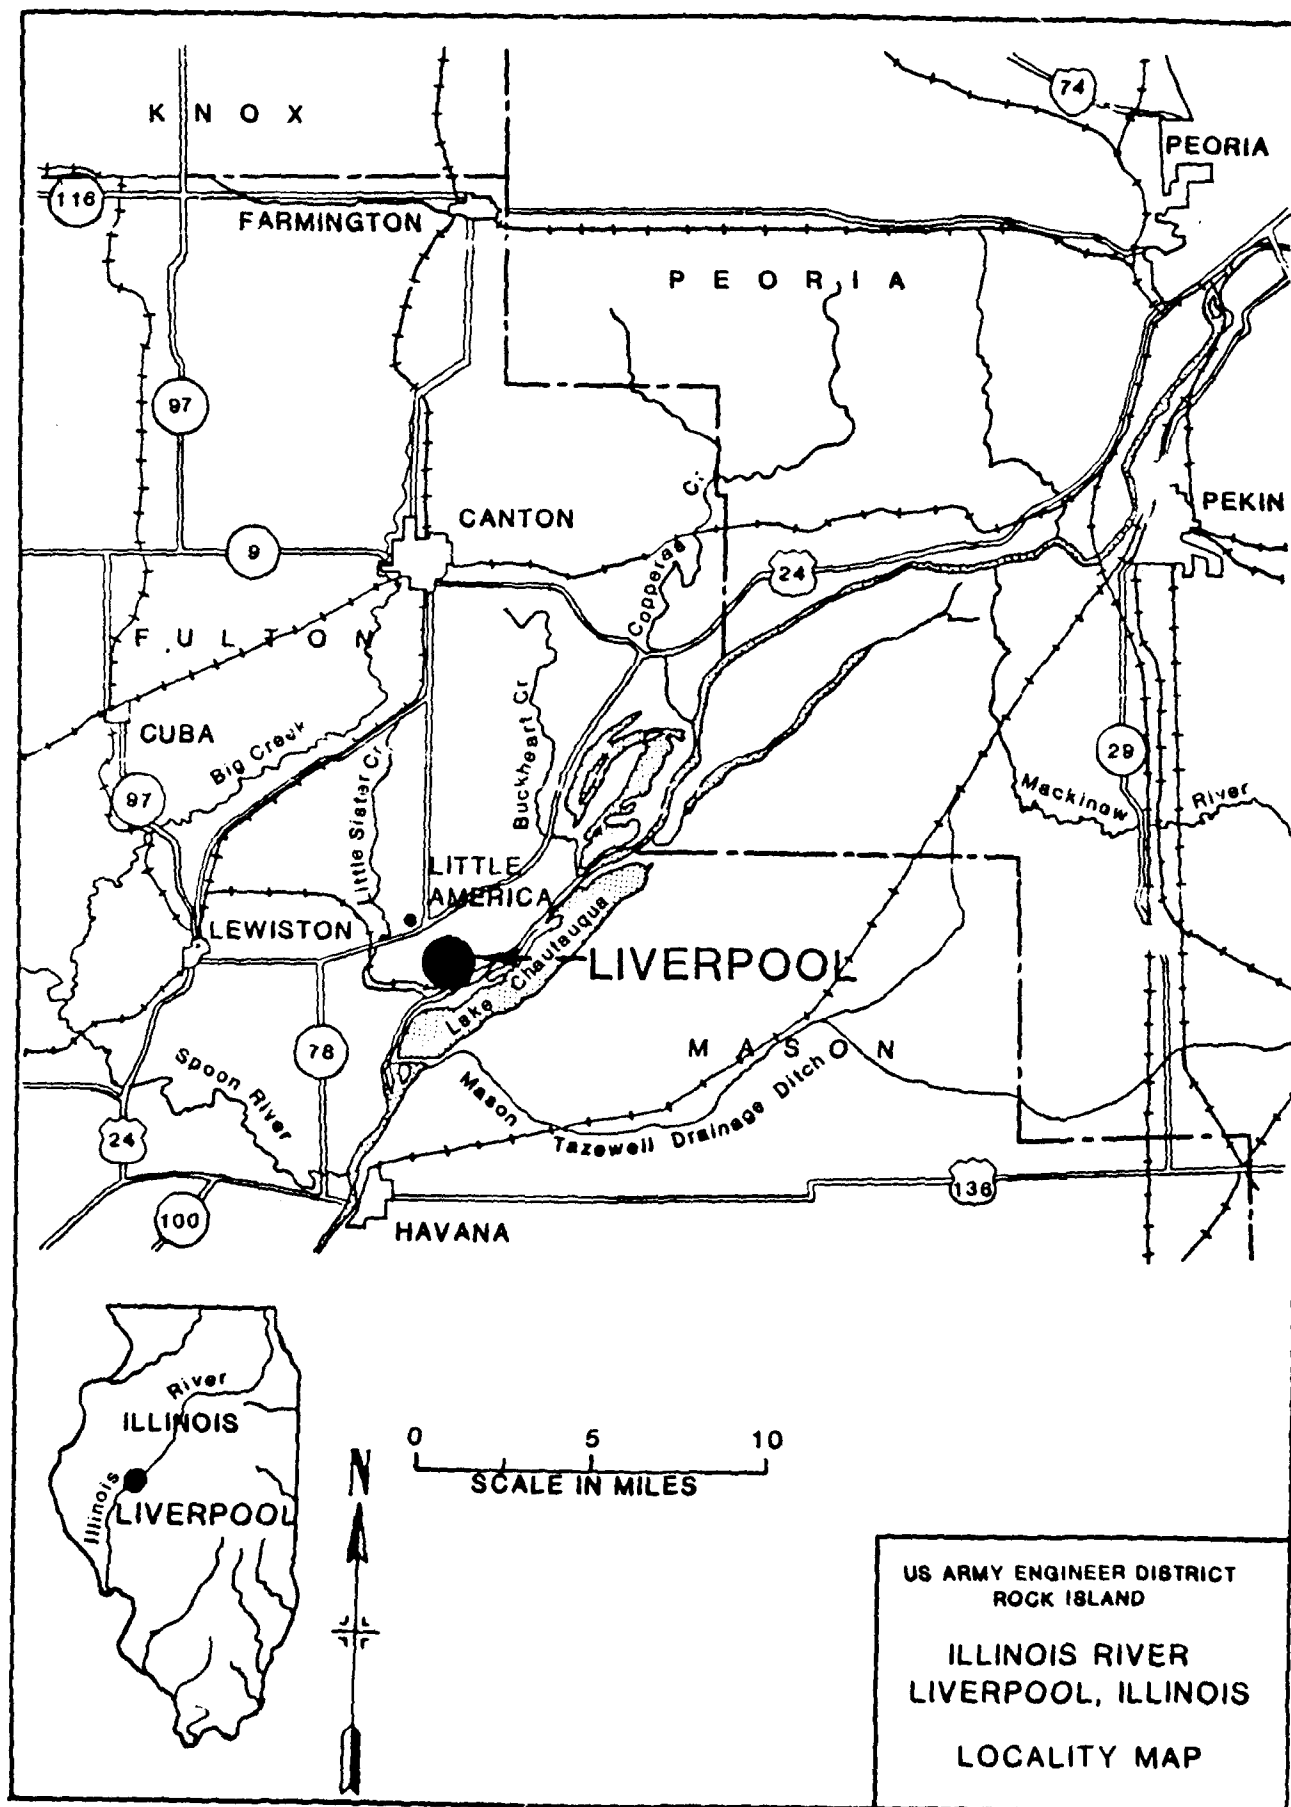 74
KNOX
PEORIA
116
FARMINGTON
PEORIA
97
Copperas Cr.
CANTON
PEKIN
9
24
FULTON
CUBA
Big Creek
Little Sister Cr
Buckheart Cr
29
97
Mackinaw River
LITTLE
AMERICA
LEWISTON
LIVERPOOL
Lake Chautauqua
78
MASON
Spoon River
Mason Tazewell Drainage Ditch
24
136
100
HAVANA
Illinois River
ILLINOIS
LIVERPOOL
N
0 5 10
SCALE IN MILES
US ARMY ENGINEER DISTRICT
ROCK ISLAND
ILLINOIS RIVER
LIVERPOOL, ILLINOIS
LOCALITY MAP